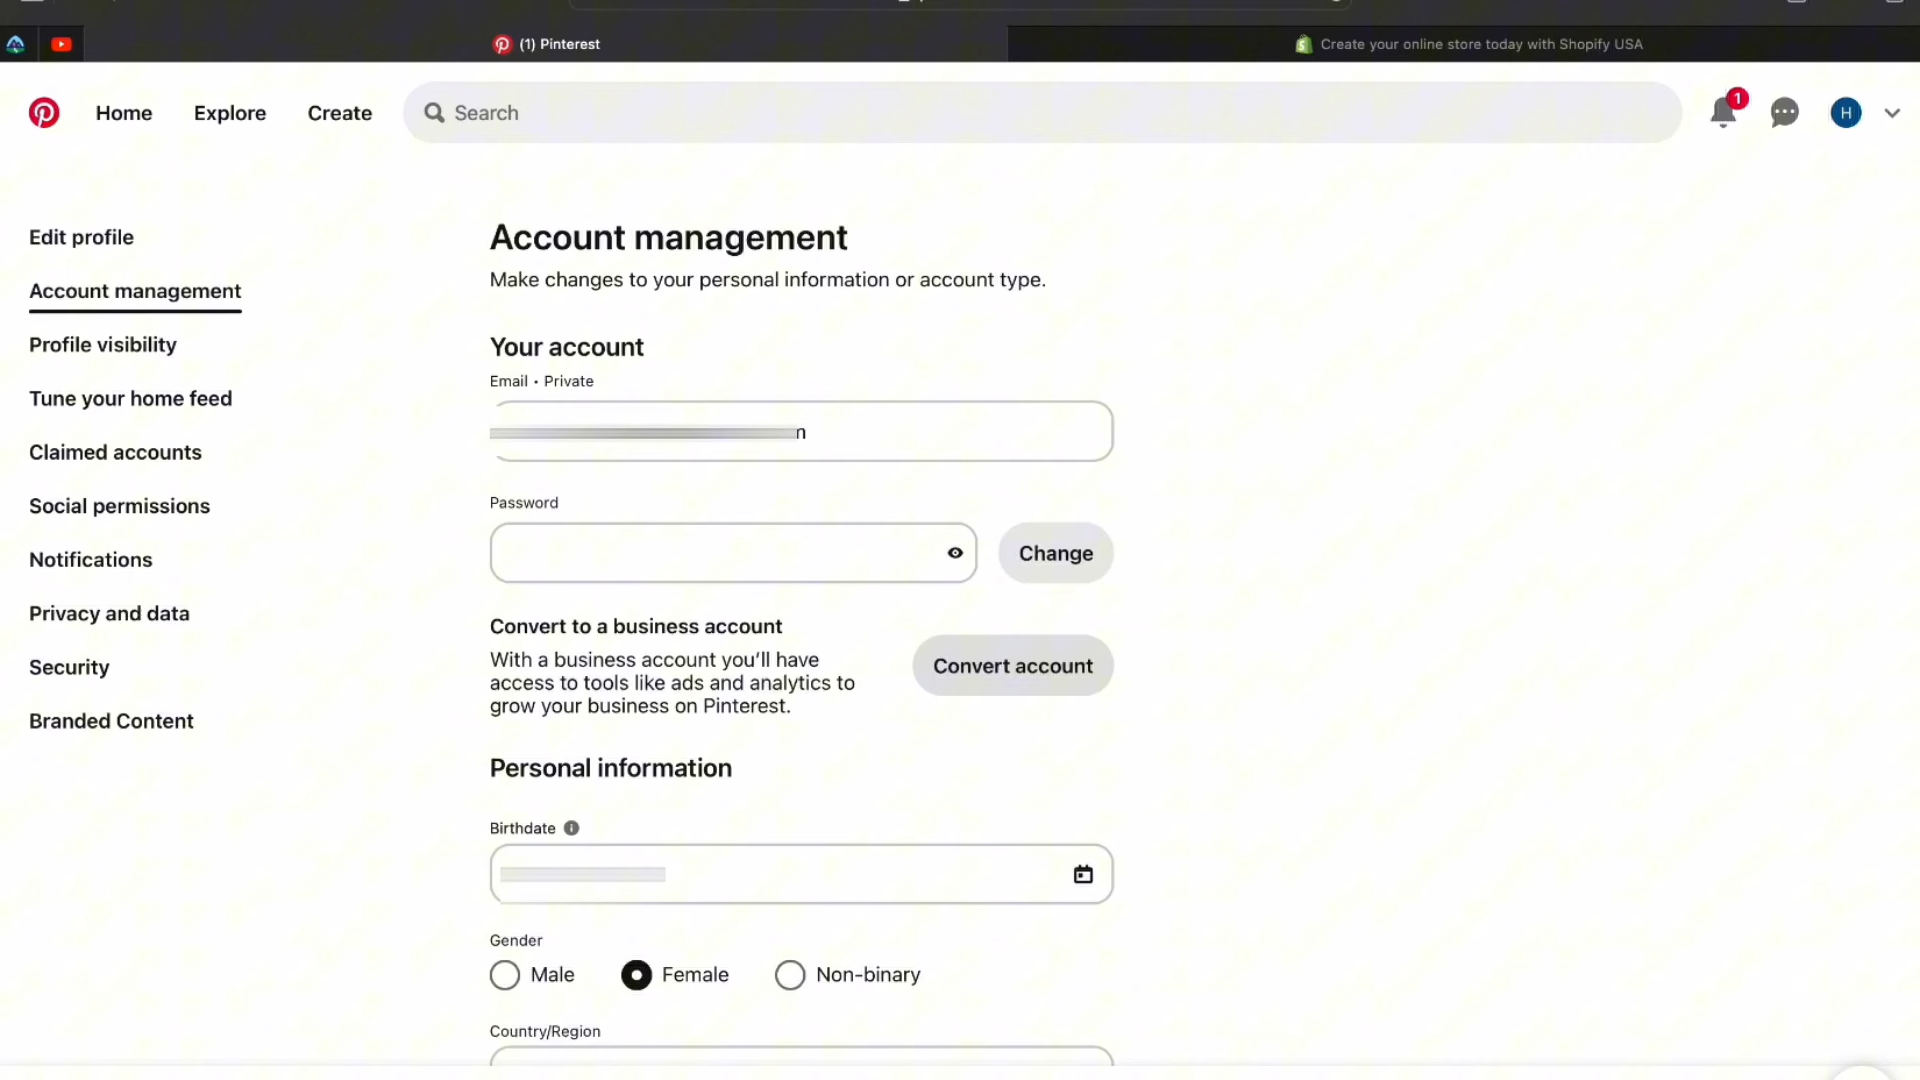 (1) Pinterest
Create your online store today with Shopify USA
Home
Explore
Create
Search
1
H
Edit profile
Account management
Profile visibility
Tune your home feed
Claimed accounts
Social permissions
Notifications
Privacy and data
Security
Branded Content
Account management
Make changes to your personal information or account type.
Your account
Email • Private
Password
Change
Convert to a business account
With a business account you'll have
access to tools like ads and analytics to
grow your business on Pinterest.
Convert account
Personal information
Birthdate
Gender
Male
Female
Non-binary
Country/Region